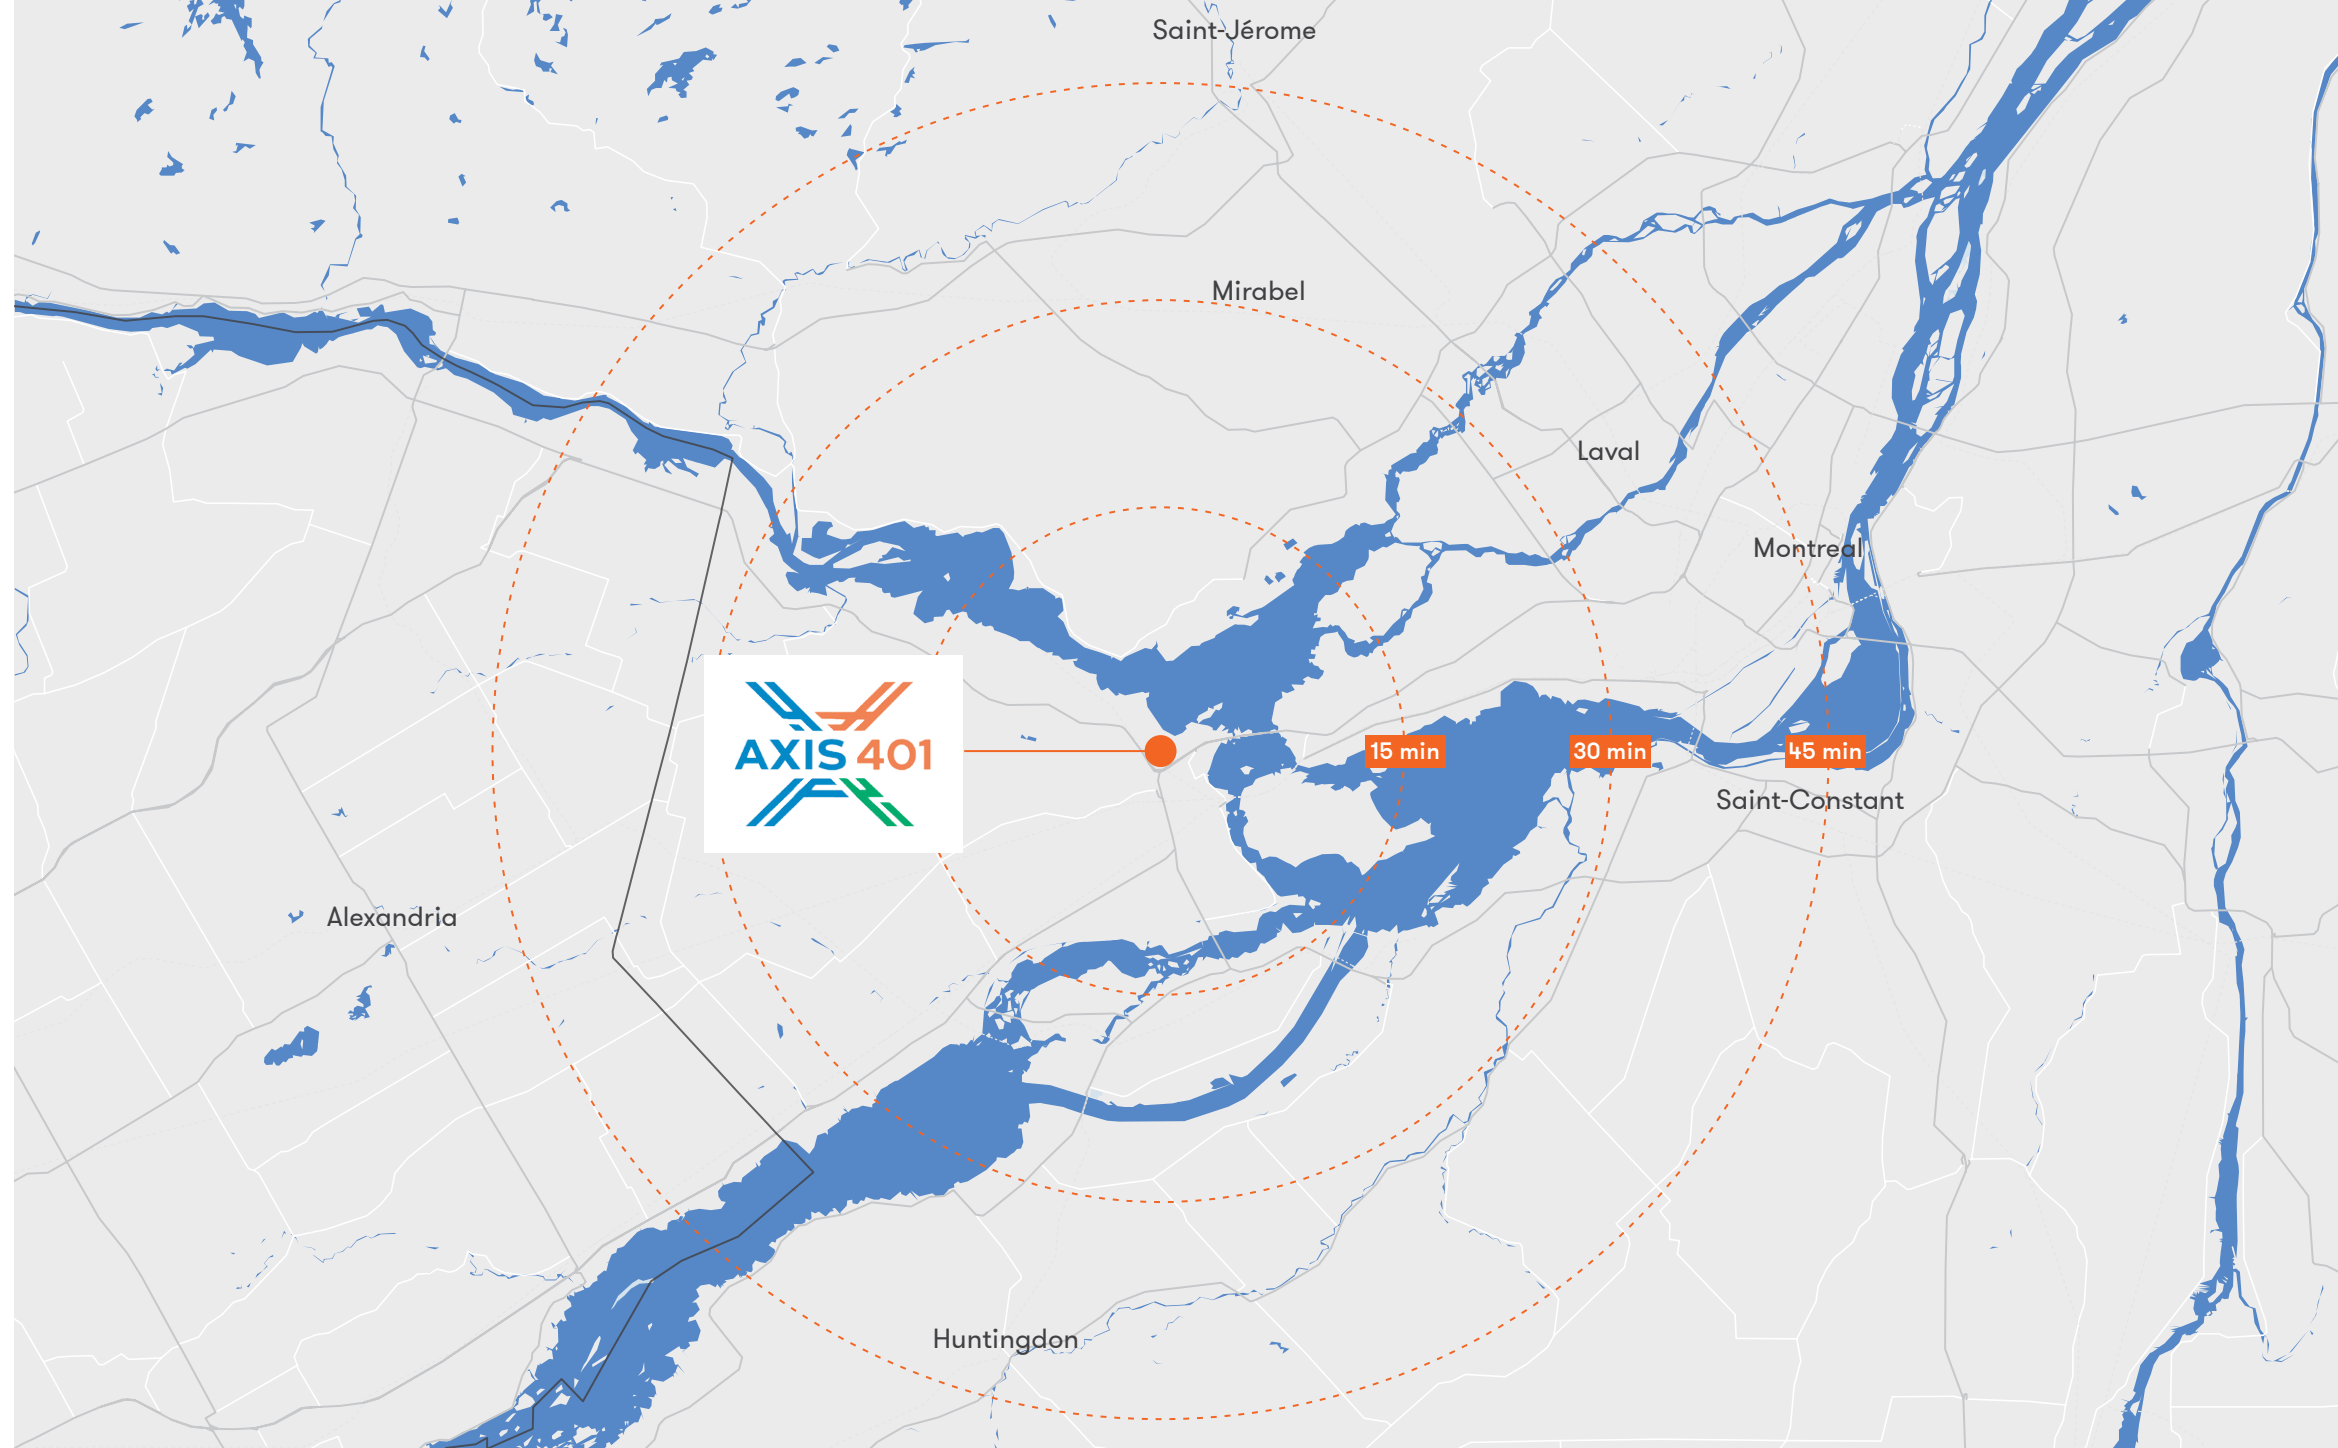 Saint-Jérome
Mirabel
Laval
Montreal
AXIS 401
15 min
30 min
45 min
Saint-Constant
Alexandria
Huntingdon